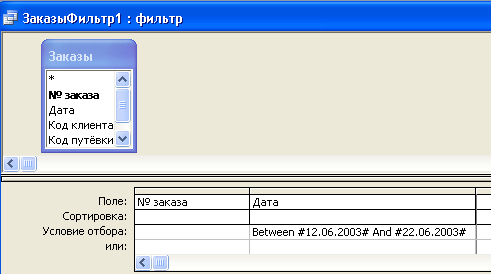 ЗаказыФильтр1 : фильтр
Заказы
*
№ заказа
Дата
Код клиента
Код путёвки
Поле: № заказа Дата
Сортировка:
Условие отбора: Between #12.06.2003# And #22.06.2003#
или: